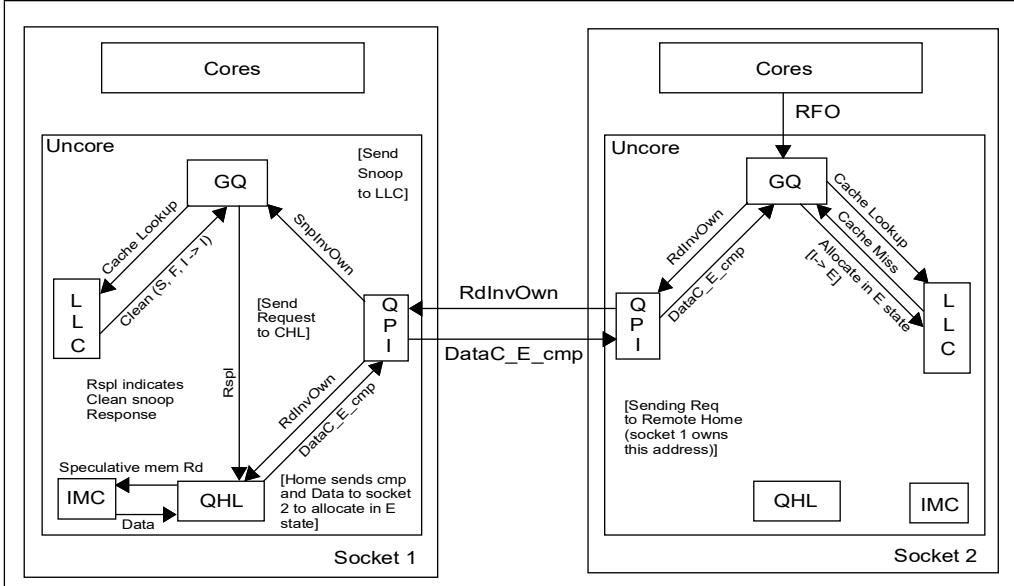 Cores
Uncore
[Send
Snoop
to LLC]
GQ
Cache Lookup
Clean (S, F, I -> I)
SnpInvOwn
L
L
C
[Send
Request
to CHL]
Q
P
I
Rspl indicates
Clean snoop
Response
Rspl
RdInvOwn
DataC_E_cmp
Speculative mem Rd
IMC
Data
QHL
[Home sends cmp
and Data to socket
2 to allocate in E
state]
Socket 1
RdInvOwn
DataC_E_cmp
Cores
RFO
Uncore
GQ
RdInvOwn
DataC_E_cmp
Cache Lookup
Cache Miss
Allocate in E state
[I-> E]
Q
P
I
L
L
C
[Sending Req
to Remote Home
(socket 1 owns
this address)]
QHL
IMC
Socket 2